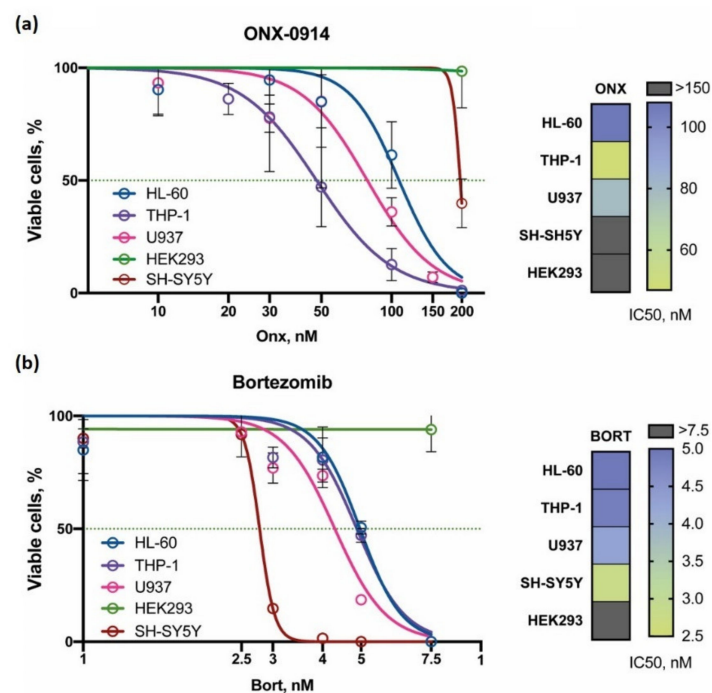 (a)
ONX-0914
100
50
0
Viable cells, %
HL-60
THP-1
U937
HEK293
SH-SY5Y
10 20 30 50 100 150 200
Onx, nM
ONX
HL-60
THP-1
U937
SH-SH5Y
HEK293
>150
100
80
60
IC50, nM
(b)
Bortezomib
100
50
0
Viable cells, %
HL-60
THP-1
U937
HEK293
SH-SY5Y
1 2.5 3 4 5 7.5 1
Bort, nM
BORT
HL-60
THP-1
U937
SH-SY5Y
HEK293
>7.5
5.0
4.5
4.0
3.5
3.0
2.5
IC50, nM